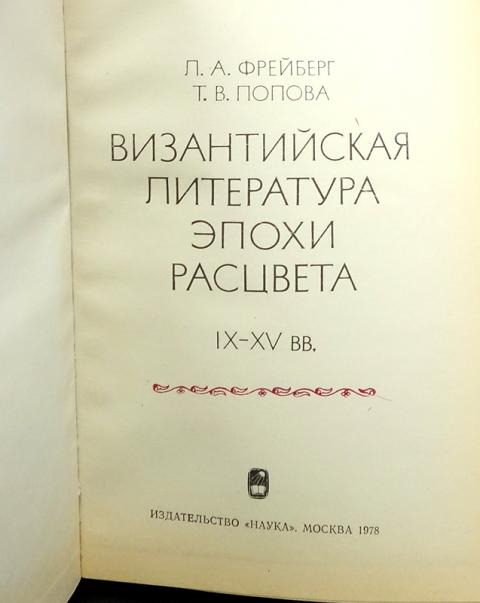 Л. А. ФРЕЙБЕРГ
Т. В. ПОПОВА
ВИЗАНТИЙСКАЯ
ЛИТЕРАТУРА
ЭПОХИ
РАСЦВЕТА
IX–XV ВВ.
ИЗДАТЕЛЬСТВО «НАУКА». МОСКВА 1978